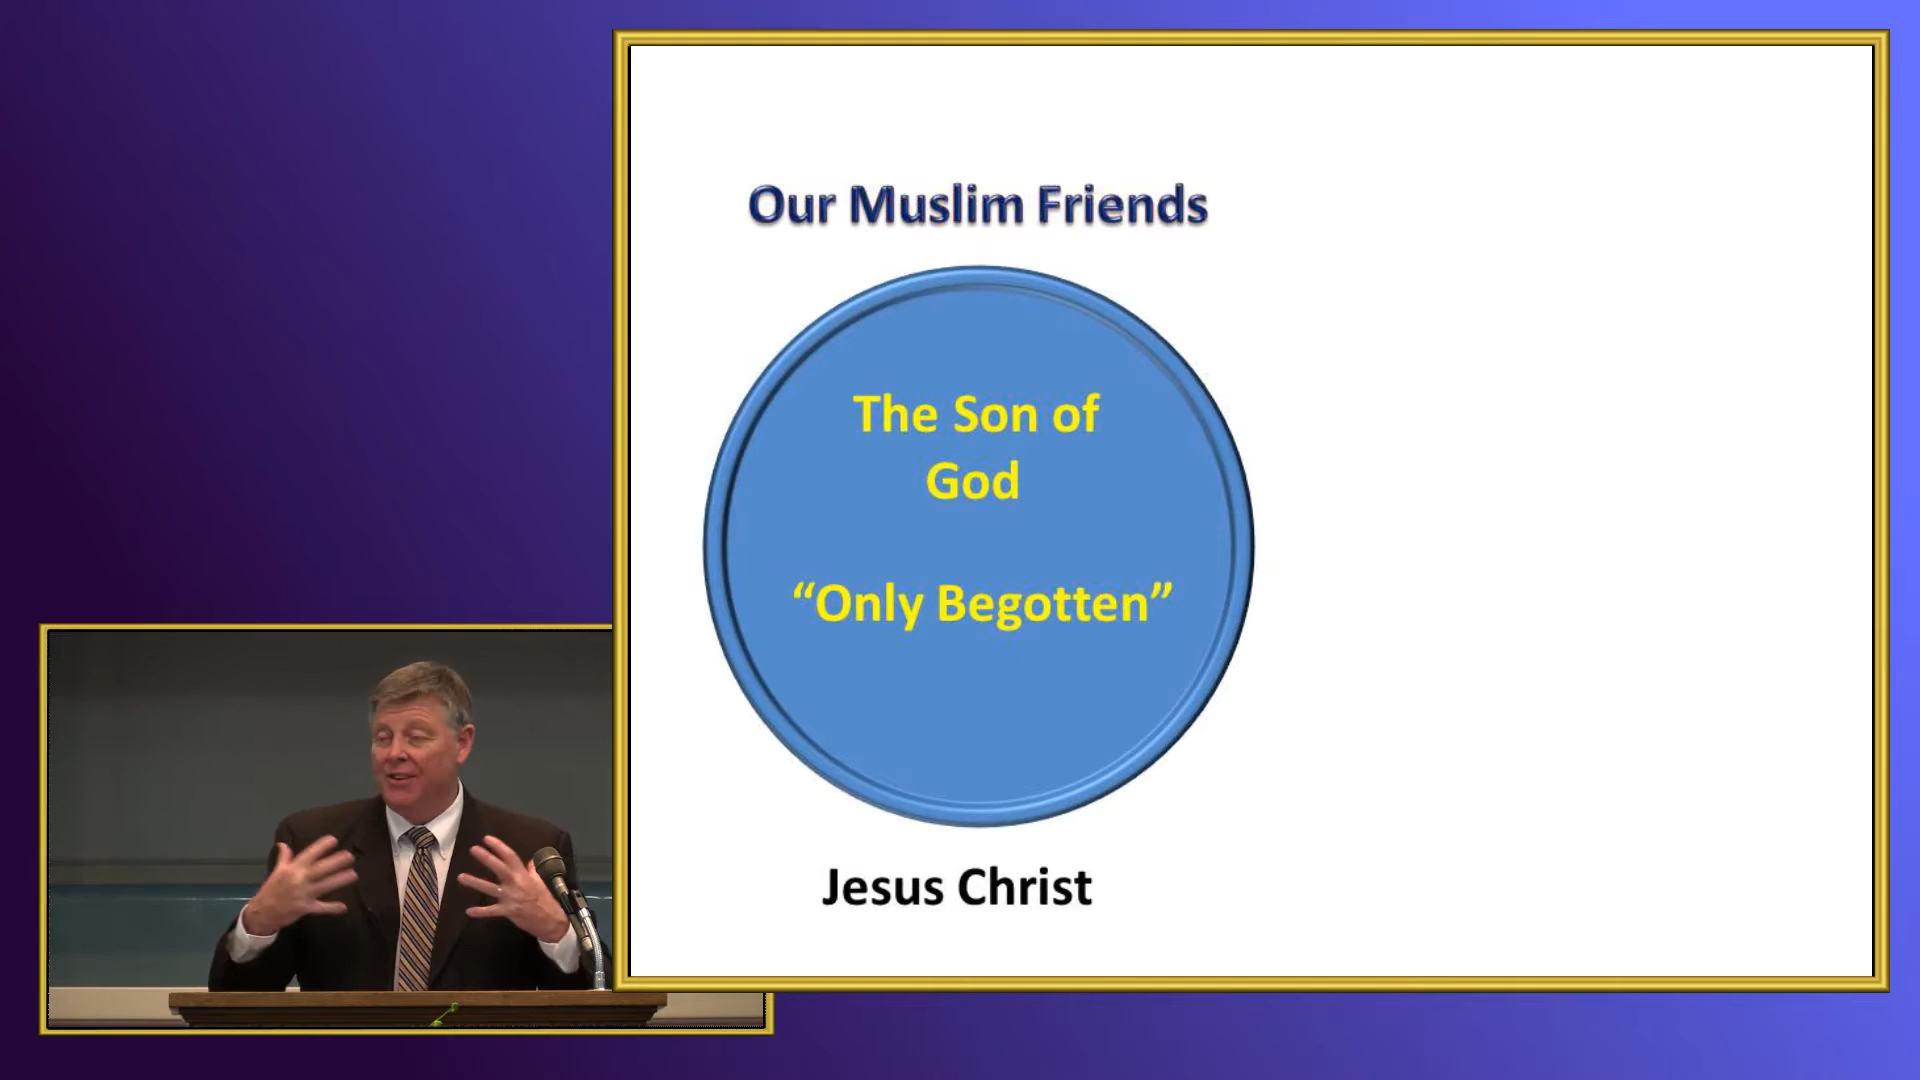 Our Muslim Friends
The Son of
God
“Only Begotten”
Jesus Christ